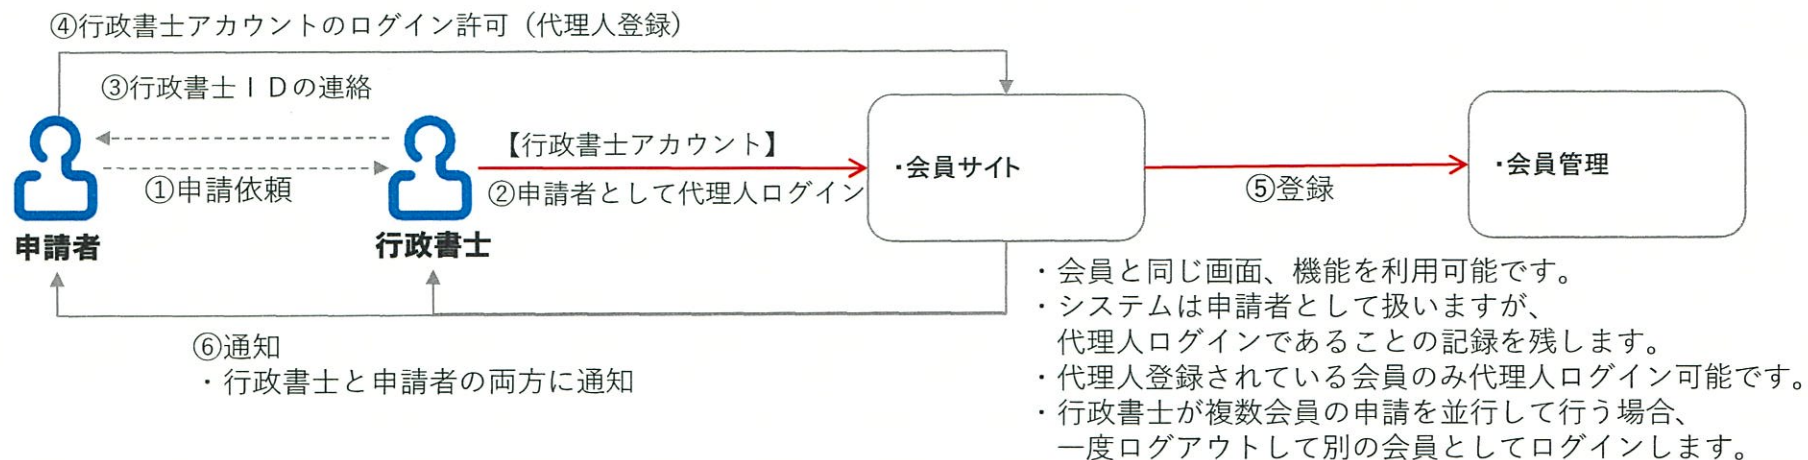 ④行政書士アカウントのログイン許可（代理人登録）
③行政書士ＩＤの連絡
【行政書士アカウント】
・会員サイト
・会員管理
①申請依頼
②申請者として代理人ログイン
⑤登録
申請者
行政書士
・会員と同じ画面、機能を利用可能です。
・システムは申請者として扱いますが、
代理人ログインであることの記録を残します。
⑥通知
・行政書士と申請者の両方に通知
・代理人登録されている会員のみ代理人ログイン可能です。
・行政書士が複数会員の申請を並行して行う場合、
一度ログアウトして別の会員としてログインします。